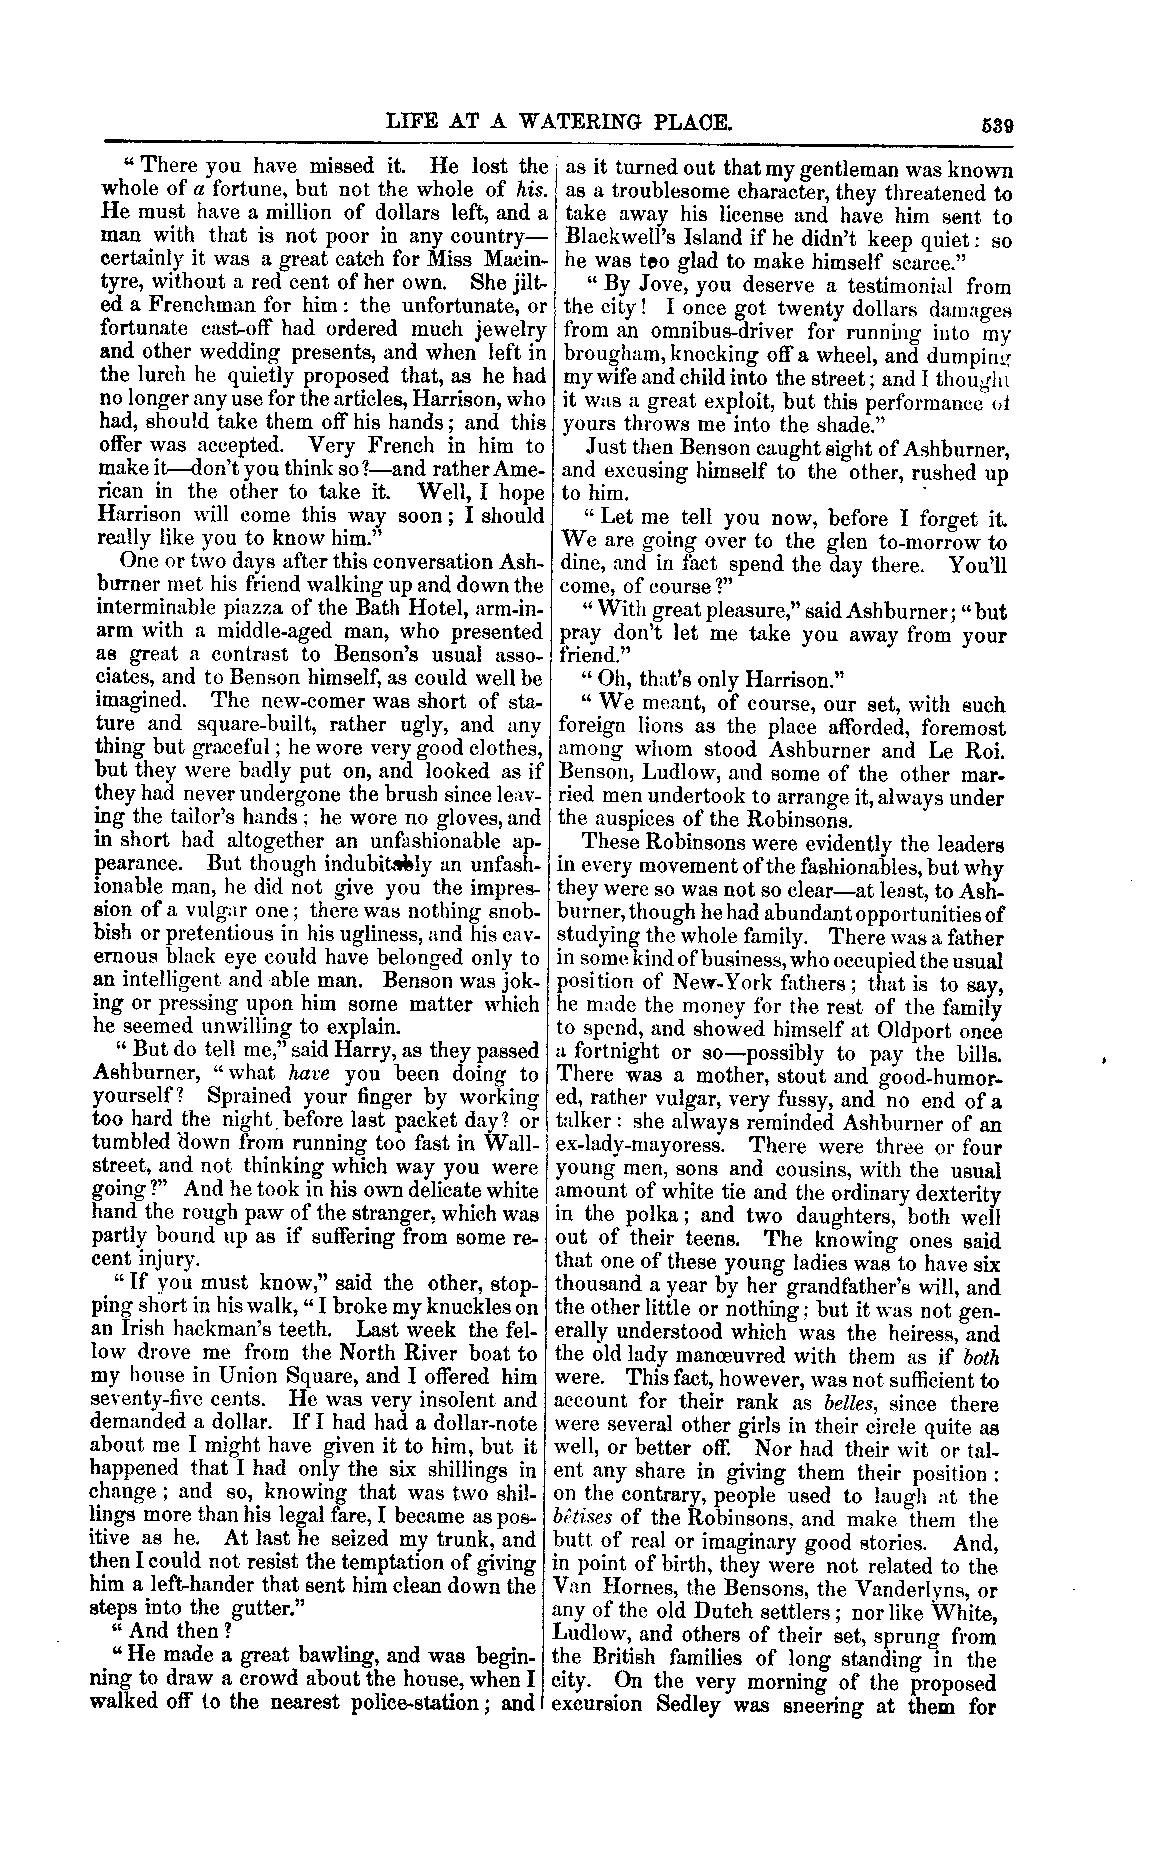 LIFE AT A WATERING PLACE.
539
“ There you have missed it. He lost the
whole of a fortune, but not the whole of his.
He must have a million of dollars left, and a
man with that is not poor in any country—
certainly it was a great catch for Miss Macin-
tyre, without a red cent of her own. She jilt-
ed a Frenchman for him : the unfortunate, or
fortunate cast-off had ordered much jewelry
and other wedding presents, and when left in
the lurch he quietly proposed that, as he had
no longer any use for the articles, Harrison, who
had, should take them off his hands ; and this
offer was accepted. Very French in him to
make it—don't you think so ?—and rather Ame-
rican in the other to take it. Well, I hope
Harrison will come this way soon ; I should
really like you to know him.”
One or two days after this conversation Ash-
burner met his friend walking up and down the
interminable piazza of the Bath Hotel, arm-in-
arm with a middle-aged man, who presented
as great a contrast to Benson's usual asso-
ciates, and to Benson himself, as could well be
imagined. The new-comer was short of sta-
ture and square-built, rather ugly, and any
thing but graceful ; he wore very good clothes,
but they were badly put on, and looked as if
they had never undergone the brush since leav-
ing the tailor's hands ; he wore no gloves, and
in short had altogether an unfashionable ap-
pearance. But though indubitably an unfash-
ionable man, he did not give you the impres-
sion of a vulgar one ; there was nothing snob-
bish or pretentious in his ugliness, and his cav-
ernous black eye could have belonged only to
an intelligent and able man. Benson was jok-
ing or pressing upon him some matter which
he seemed unwilling to explain.
“ But do tell me,” said Harry, as they passed
Ashburner, “ what have you been doing to
yourself? Sprained your finger by working
too hard the night before last packet day? or
tumbled down from running too fast in Wall-
street, and not thinking which way you were
going ?” And he took in his own delicate white
hand the rough paw of the stranger, which was
partly bound up as if suffering from some re-
cent injury.
“ If you must know,” said the other, stop-
ping short in his walk, “ I broke my knuckles on
an Irish hackman's teeth. Last week the fel-
low drove me from the North River boat to
my house in Union Square, and I offered him
seventy-five cents. He was very insolent and
demanded a dollar. If I had had a dollar-note
about me I might have given it to him, but it
happened that I had only the six shillings in
change ; and so, knowing that was two shil-
lings more than his legal fare, I became as pos-
itive as he. At last he seized my trunk, and
then I could not resist the temptation of giving
him a left-hander that sent him clean down the
steps into the gutter.”
“ And then ?
“ He made a great bawling, and was begin-
ning to draw a crowd about the house, when I
walked off to the nearest police-station ; and
as it turned out that my gentleman was known
as a troublesome character, they threatened to
take away his license and have him sent to
Blackwell's Island if he didn't keep quiet : so
he was too glad to make himself scarce.”
“ By Jove, you deserve a testimonial from
the city ! I once got twenty dollars damages
from an omnibus-driver for running into my
brougham, knocking off a wheel, and dumping
my wife and child into the street ; and I thought
it was a great exploit, but this performance of
yours throws me into the shade.”
Just then Benson caught sight of Ashburner,
and excusing himself to the other, rushed up
to him.
“ Let me tell you now, before I forget it.
We are going over to the glen to-morrow to
dine, and in fact spend the day there. You'll
come, of course ?”
“ With great pleasure,” said Ashburner ; “ but
pray don't let me take you away from your
friend.”
“ Oh, that's only Harrison.”
“ We meant, of course, our set, with such
foreign lions as the place afforded, foremost
among whom stood Ashburner and Le Roi.
Benson, Ludlow, and some of the other mar-
ried men undertook to arrange it, always under
the auspices of the Robinsons.
These Robinsons were evidently the leaders
in every movement of the fashionables, but why
they were so was not so clear—at least, to Ash-
burner, though he had abundant opportunities of
studying the whole family. There was a father
in some kind of business, who occupied the usual
position of New-York fathers ; that is to say,
he made the money for the rest of the family
to spend, and showed himself at Oldport once
a fortnight or so—possibly to pay the bills.
There was a mother, stout and good-humor-
ed, rather vulgar, very fussy, and no end of a
talker : she always reminded Ashburner of an
ex-lady-mayoress. There were three or four
young men, sons and cousins, with the usual
amount of white tie and the ordinary dexterity
in the polka ; and two daughters, both well
out of their teens. The knowing ones said
that one of these young ladies was to have six
thousand a year by her grandfather's will, and
the other little or nothing ; but it was not gen-
erally understood which was the heiress, and
the old lady manœuvred with them as if both
were. This fact, however, was not sufficient to
account for their rank as belles, since there
were several other girls in their circle quite as
well, or better off. Nor had their wit or tal-
ent any share in giving them their position :
on the contrary, people used to laugh at the
bêtises of the Robinsons, and make them the
butt of real or imaginary good stories. And,
in point of birth, they were not related to the
Van Hornes, the Bensons, the Vanderlyns, or
any of the old Dutch settlers ; nor like White,
Ludlow, and others of their set, sprung from
the British families of long standing in the
city. On the very morning of the proposed
excursion Sedley was sneering at them for